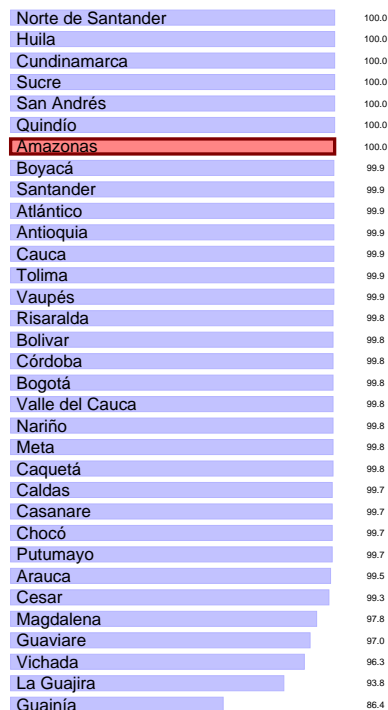 Norte de Santander 100.0
Huila 100.0
Cundinamarca 100.0
Sucre 100.0
San Andrés 100.0
Quindío 100.0
Amazonas 100.0
Boyacá 99.9
Santander 99.9
Atlántico 99.9
Antioquia 99.9
Cauca 99.9
Tolima 99.9
Vaupés 99.9
Risaralda 99.8
Bolivar 99.8
Córdoba 99.8
Bogotá 99.8
Valle del Cauca 99.8
Nariño 99.8
Meta 99.8
Caquetá 99.8
Caldas 99.7
Casanare 99.7
Chocó 99.7
Putumayo 99.7
Arauca 99.5
Cesar 99.3
Magdalena 97.8
Guaviare 97.0
Vichada 96.3
La Guajira 93.8
Guainía 86.4